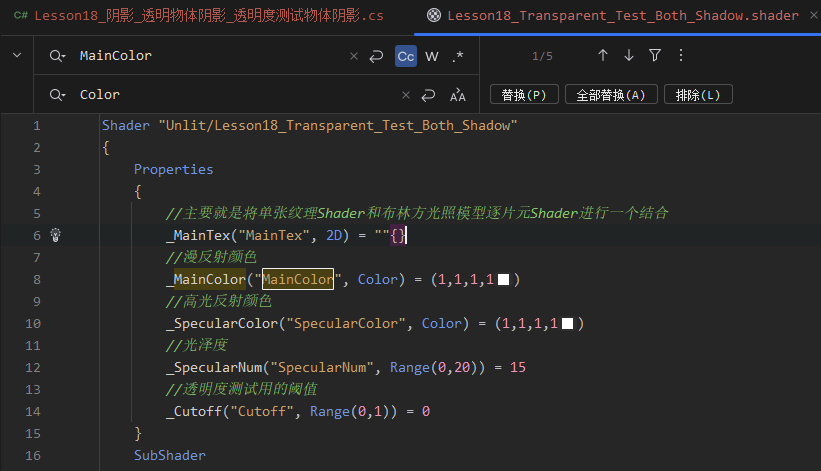 C# Lesson18_阴影_透明物体阴影_透明度测试物体阴影.cs Lesson18_Transparent_Test_Both_Shadow.shader ×
MainColor × Cc W .* 1/5
Color × AA 替换(P) 全部替换(A) 排除(L)
1 Shader "Unlit/Lesson18_Transparent_Test_Both_Shadow"
2 {
3 Properties
4 {
5 //主要就是将单张纹理Shader和布林方光照模型逐片元Shader进行一个结合
6 _MainTex("MainTex", 2D) = ""{}
7 //漫反射颜色
8 _MainColor("MainColor", Color) = (1,1,1,1)
9 //高光反射颜色
10 _SpecularColor("SpecularColor", Color) = (1,1,1,1)
11 //光泽度
12 _SpecularNum("SpecularNum", Range(0,20)) = 15
13 //透明度测试用的阈值
14 _Cutoff("Cutoff", Range(0,1)) = 0
15 }
16 SubShader